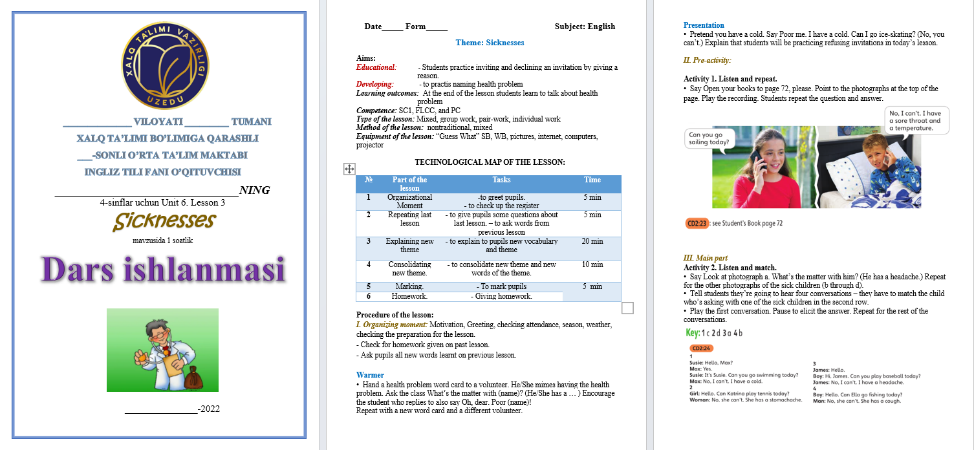 XALQ TALIMI VAZIRLIGI
UZEDU
______________ VILOYATI _________ TUMANI
XALQ TA'LIMI BO'LIMIGA QARASHLI
___-SONLI O'RTA TA'LIM MAKTABI
INGLIZ TILI FANI O'QITUVCHISI
___________________________________NING
4-sinflar uchun Unit 6. Lesson 3
Sicknesses
mavzusida 1 soatlik
Dars ishlanmasi
_______________-2022
Date_____ Form_____ Subject: English
Theme: Sicknesses
Aims:
Educational: - Students practice inviting and declining an invitation by giving a
reason.
Developing: - to practis naming health problem
Learning outcomes: At the end of the lesson students learn to talk about health
problem
Competence: SC1, FLCC, and PC
Type of the lesson: Mixed, group work, pair-work, individual work
Method of the lesson: nontraditional, mixed
Equipment of the lesson: "Guess What" SB, WB, pictures, internet, computers,
projector
TECHNOLOGICAL MAP OF THE LESSON:
№ Part of the lesson Tasks Time
1 Organizational Moment -to greet pupils. - to check up the register 5 min
2 Repeating last lesson - to give pupils some questions about last lesson. – to ask words from previous lesson 5 min
3 Explaining new theme - to explain to pupils new vocabulary and theme 20 min
4 Consolidating new theme. - to consolidate new theme and new words of the theme. 10 min
5 Marking. - To mark pupils 5 min
6 Homework. - Giving homework.
Procedure of the lesson:
I. Organizing moment: Motivation, Greeting, checking attendance, season, weather,
checking the preparation for the lesson.
- Check for homework given on past lesson.
- Ask pupils all new words learnt on previous lesson.
Warmer
• Hand a health problem word card to a volunteer. He/She mimes having the health
problem. Ask the class What's the matter with (name)? (He/She has a … ) Encourage
the student who replies to also say Oh, dear. Poor (name)!
Repeat with a new word card and a different volunteer.
Presentation
• Pretend you have a cold. Say Poor me. I have a cold. Can I go ice-skating? (No, you
can't.) Explain that students will be practicing refusing invitations in today's lesson.
II. Pre-activity:
Activity 1. Listen and repeat.
• Say Open your books to page 72, please. Point to the photographs at the top of the
page. Play the recording. Students repeat the question and answer.
Can you go
sailing today?
No, I can't. I have
a sore throat and
a temperature.
CD2:23: see Student's Book page 72
III. Main part
Activity 2. Listen and match.
• Say Look at photograph a. What's the matter with him? (He has a headache.) Repeat
for the other photographs of the sick children (b through d).
• Tell students they're going to hear four conversations – they have to match the child
who's asking with one of the sick children in the second row.
• Play the first conversation. Pause to elicit the answer. Repeat for the rest of the
conversations.
Key: 1 c 2 d 3 a 4 b
CD2:24
1
Susie: Hello, Max?
Max: Yes.
Susie: It's Susie. Can you go swimming today?
Max: No, I can't. I have a cold.
2
Girl: Hello. Can Katrina play tennis today?
Woman: No, she can't. She has a stomachache.
3
James: Hello.
Boy: Hi, James. Can you play baseball today?
James: No, I can't. I have a headache.
4
Boy: Hello. Can Ella go fishing today?
Man: No, she can't. She has a cough.